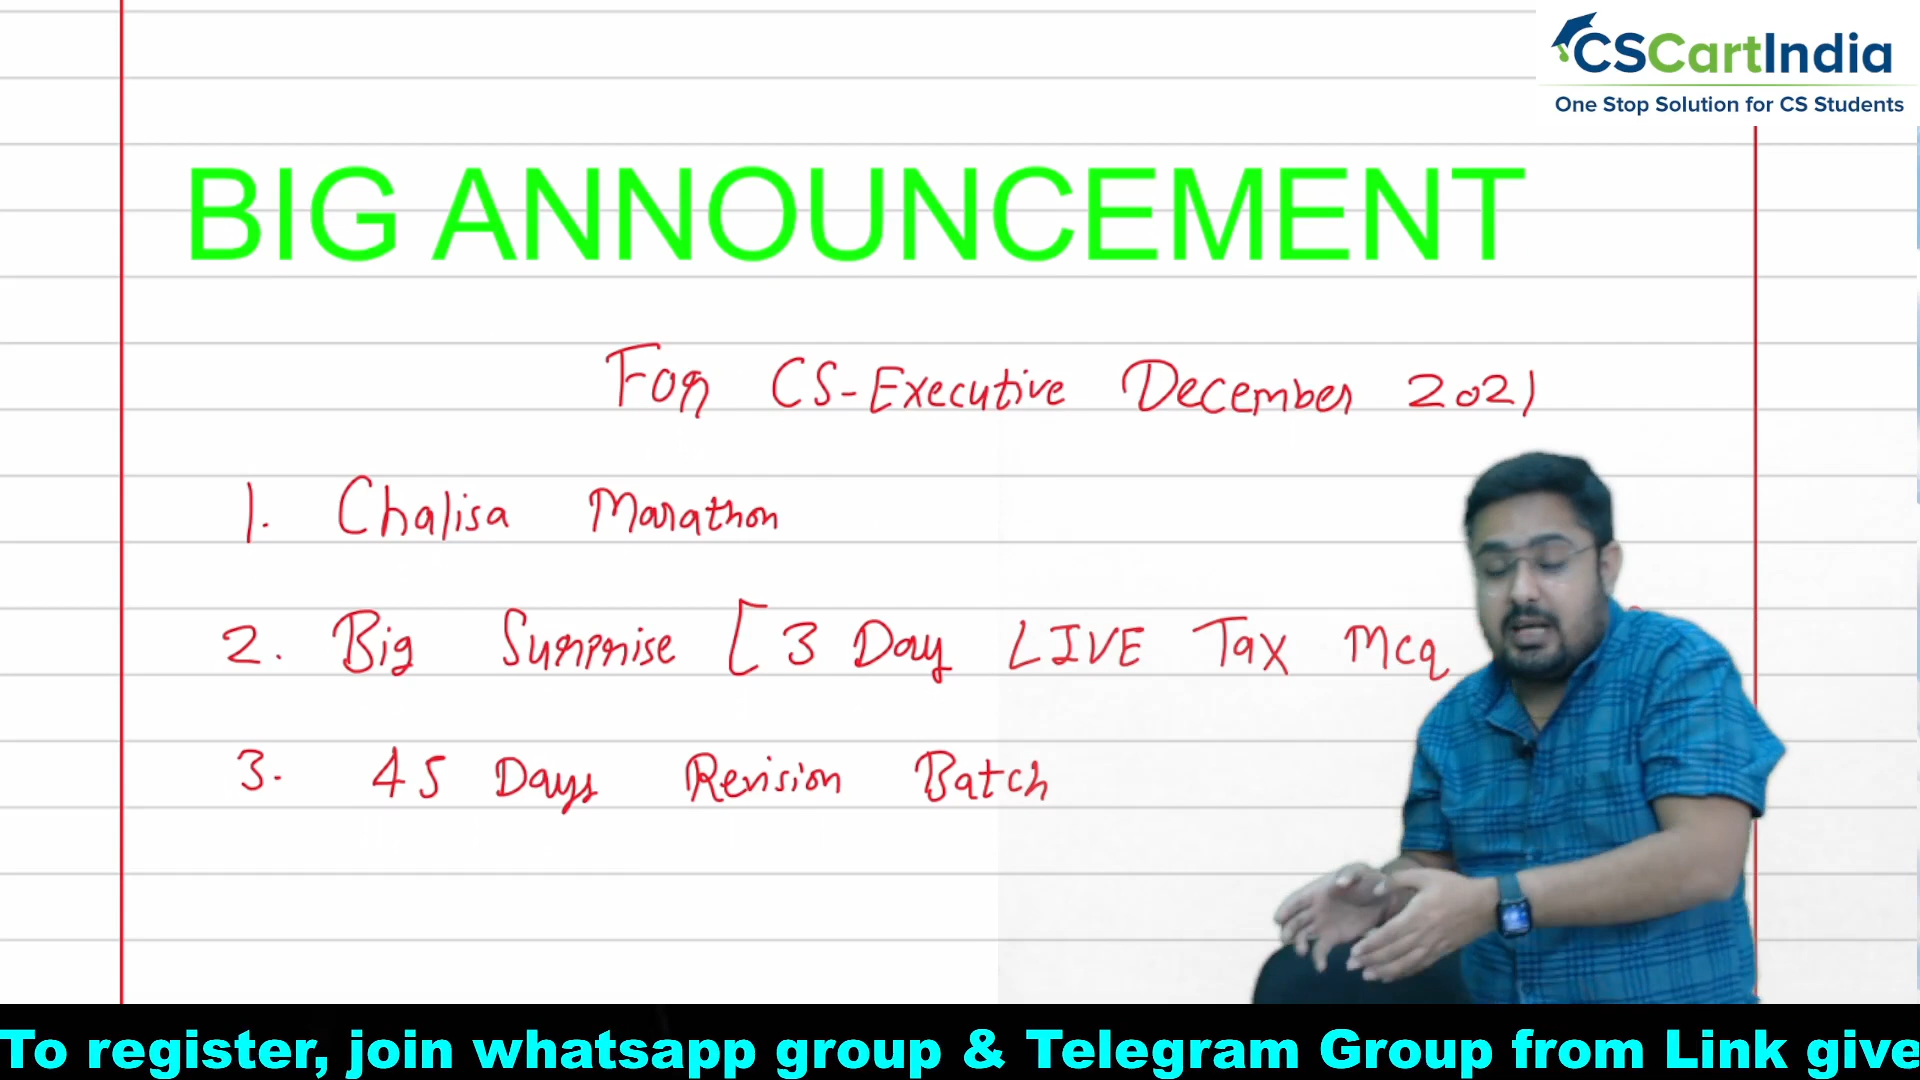 CSCartIndia
One Stop Solution for CS Students
BIG ANNOUNCEMENT
For CS-Executive December 2021
1. Chalisa Marathon
2. Big Surprise [3 Day LIVE Tax Mcq
3. 45 Days Revision Batch
To register, join whatsapp group & Telegram Group from Link give